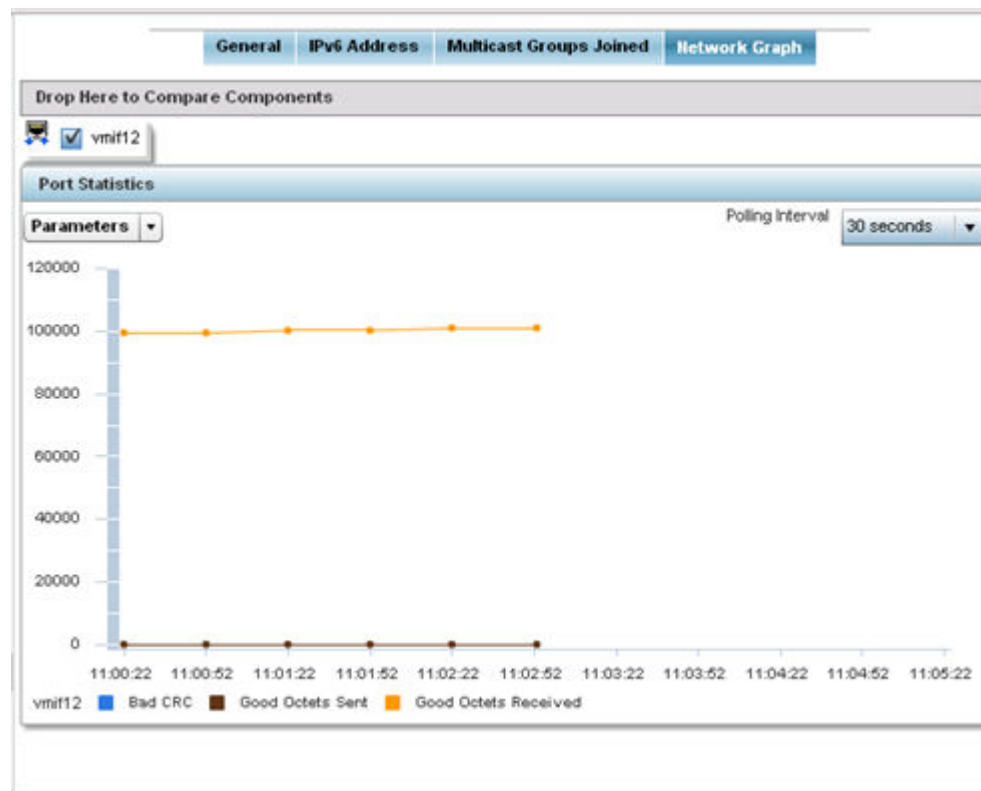 General IPv6 Address Multicast Groups Joined Network Graph
Drop Here to Compare Components
vmif12
Port Statistics
Parameters Polling Interval 30 seconds
120000
100000
80000
60000
40000
20000
0
11:00:22 11:00:52 11:01:22 11:01:52 11:02:22 11:02:52 11:03:22 11:03:52 11:04:22 11:04:52 11:05:22
vmif12 Bad CRC Good Octets Sent Good Octets Received